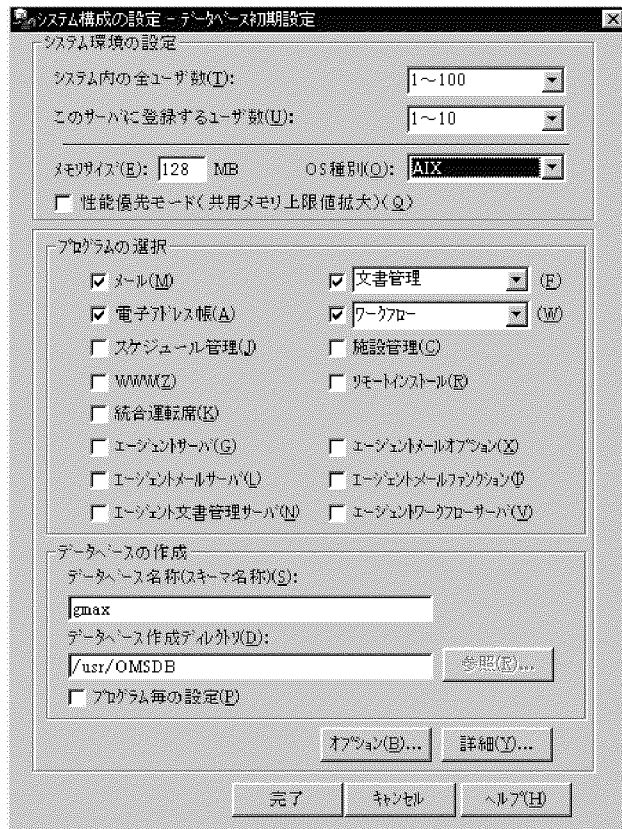 システム構成の設定 - データベース初期設定
システム環境の設定
システム内の全ユーザ数(T):
1～100
このサーバに登録するユーザ数(U):
1～10
メモリサイズ(E): 128 MB OS種別(O): AIX
性能優先モード(共用メモリ上限値拡大)(Q)
プログラムの選択
メール(M) 文書管理 (F)
電子アドレス帳(A) ワークフロー (W)
スケジュール管理(J) 施設管理(C)
WWW(Z) リモートインストール(R)
統合運転席(K)
エージェントサーバ(G) エージェントメールオプション(X)
エージェントメールサーバ(L) エージェントメールファンクション(I
エージェント文書管理サーバ(N) エージェントワークフローサーバ(V)
データベースの作成
データベース名称(スキーマ名称)(S):
gmax
データベース作成ディレクトリ(D):
/usr/OMSDB 参照(R)...
プログラム毎の設定(P)
オプション(B)... 詳細(Y)...
完了 キャンセル ヘルプ(H)